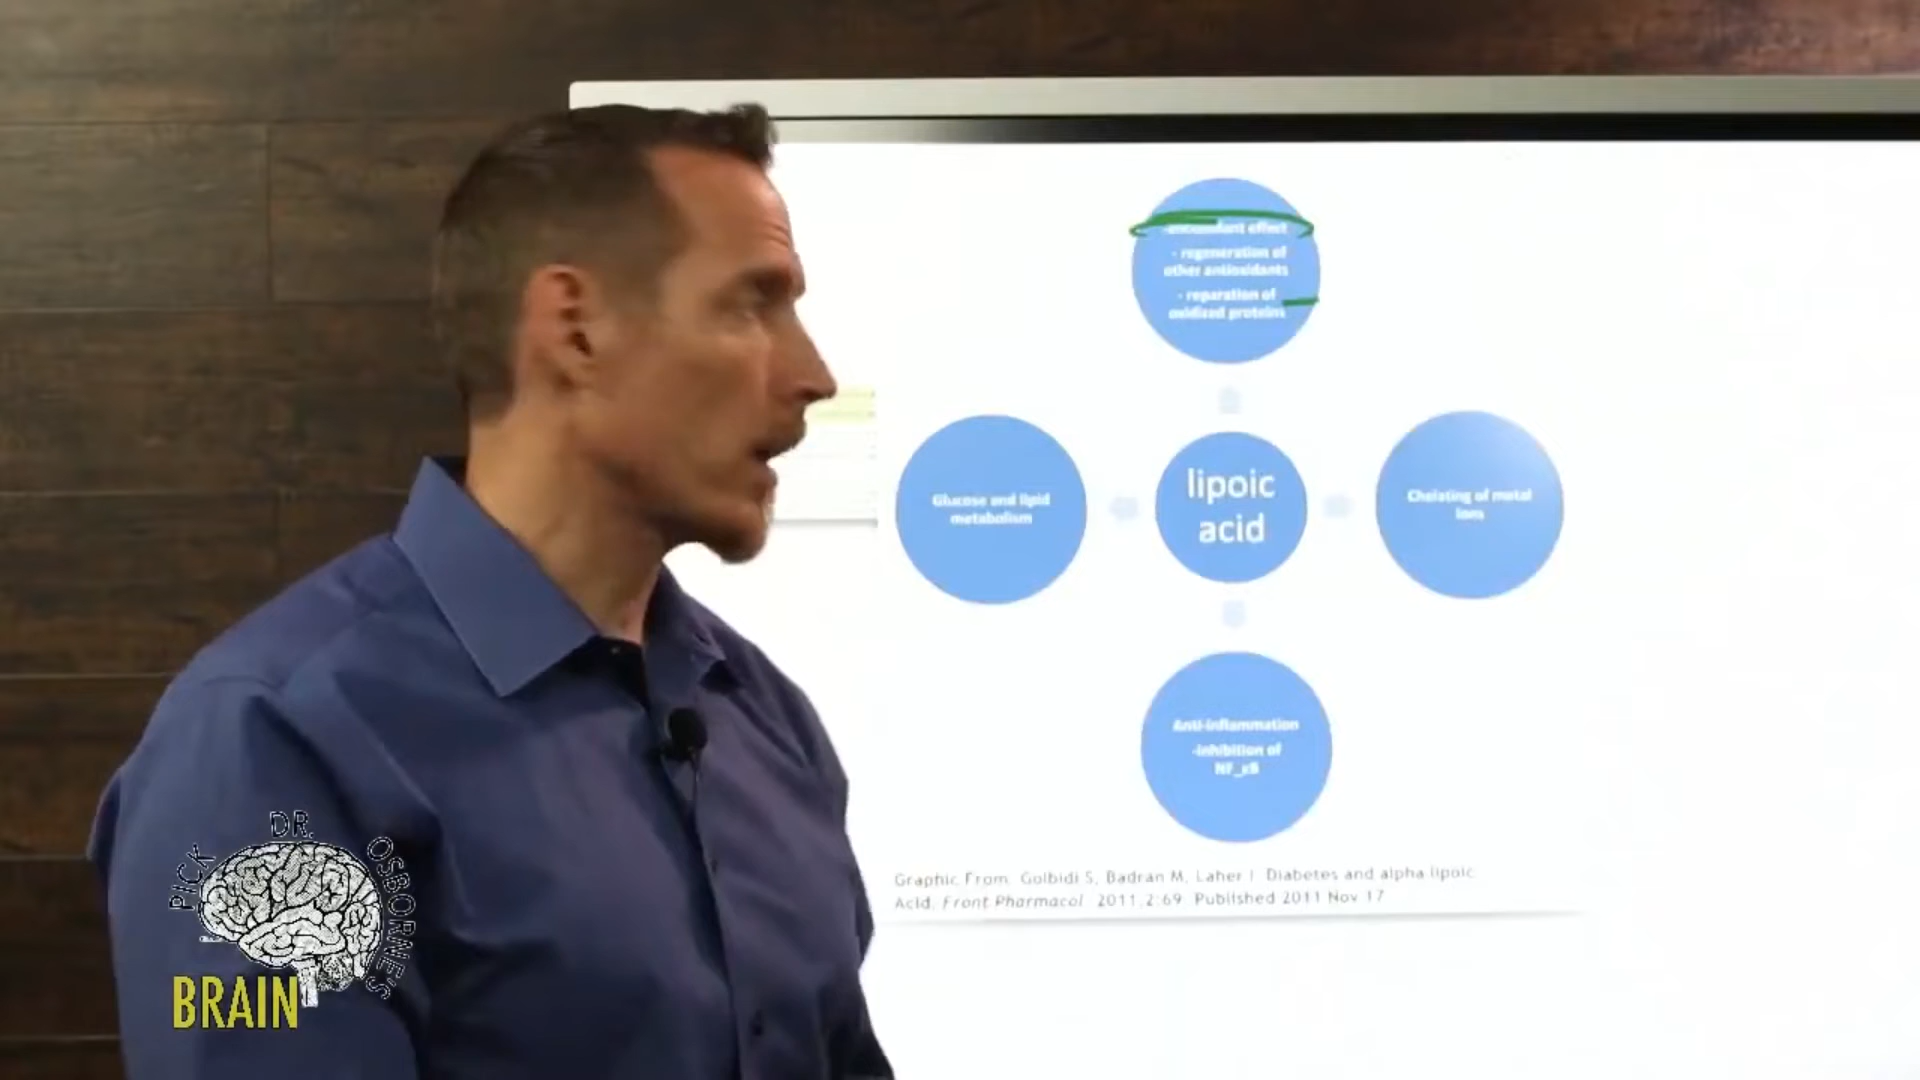 effect
- regeneration of
other antioxidants
- reparation of
oxidized proteins
Glucose and lipid
metabolism
lipoic
acid
Chelating of metal
Ions
Anti-inflammation
-inhibition of
NF_κB
Graphic From: Golbidi S, Badran M, Laher I. Diabetes and alpha lipoic
Acid. Front Pharmacol. 2011;2:69. Published 2011 Nov 17
PICK DR. OSBORNE'S
BRAIN